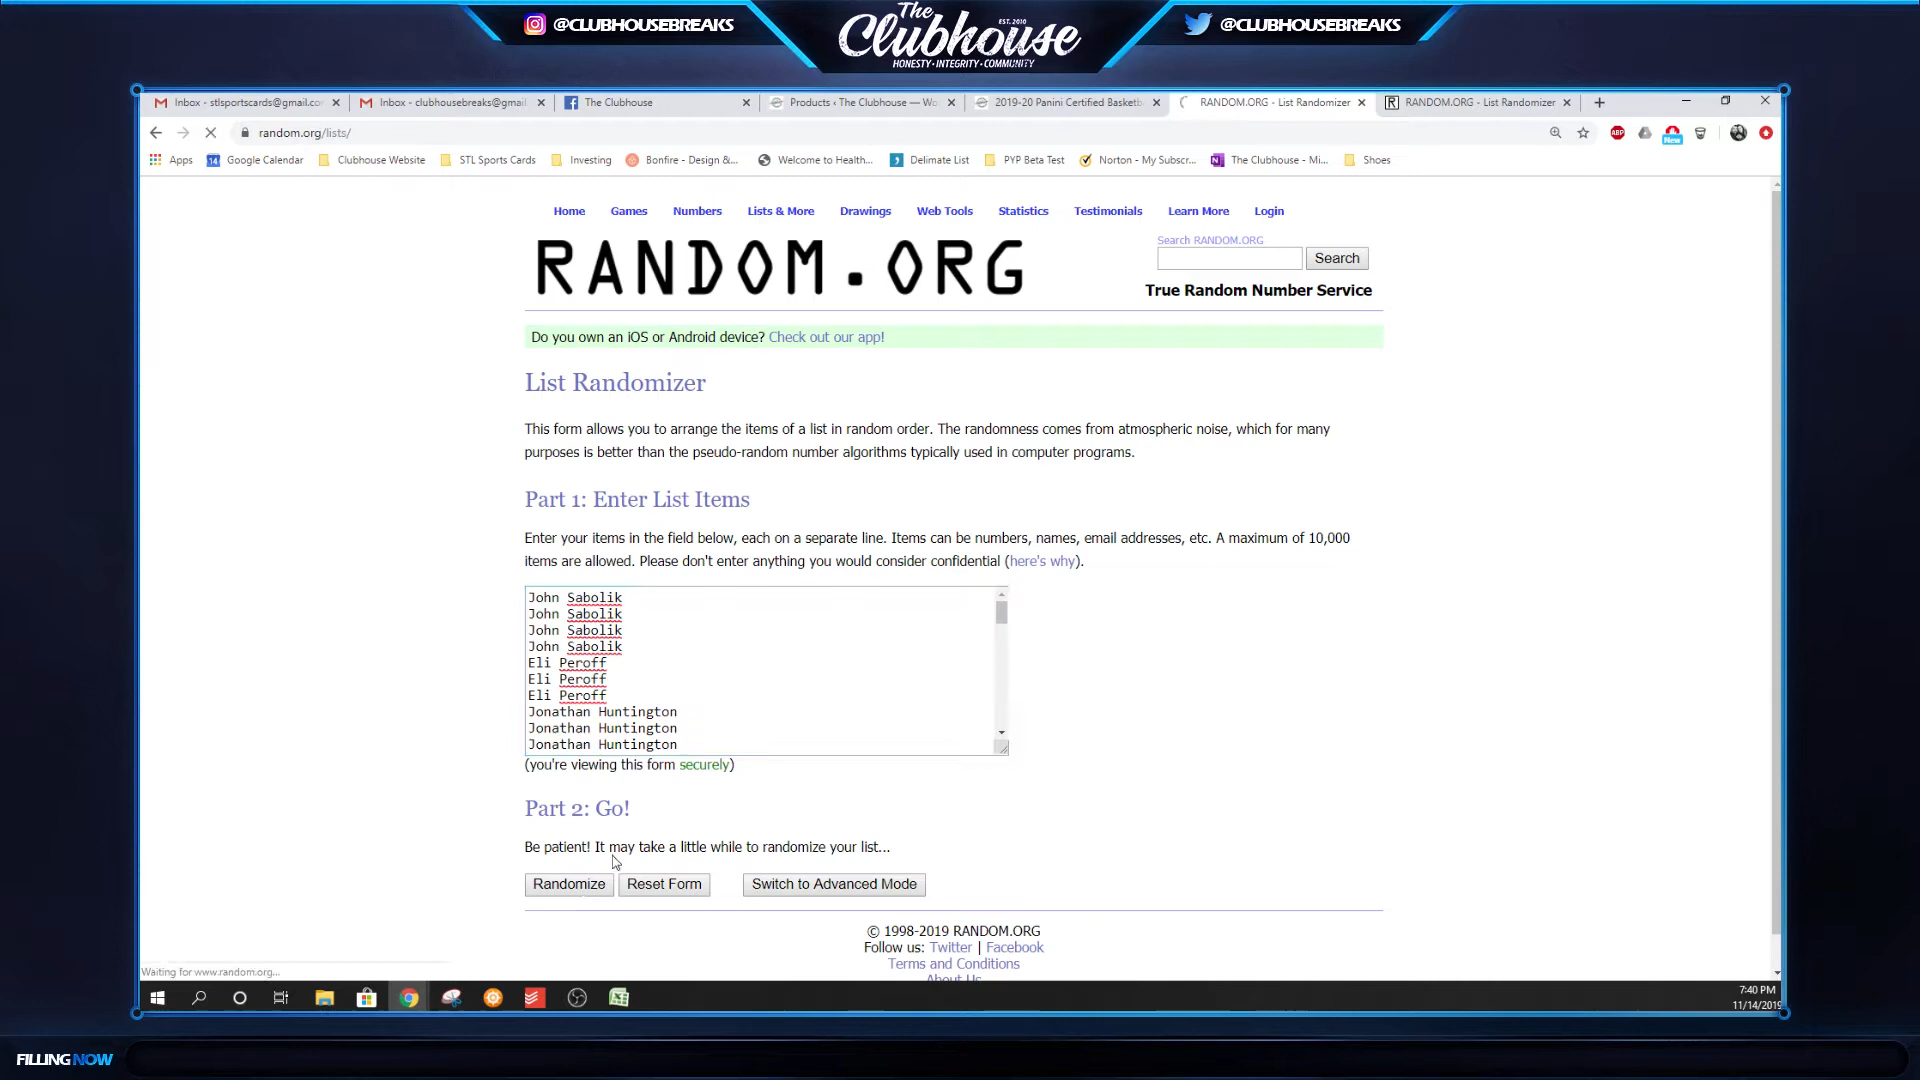 @CLUBHOUSEBREAKS
The
Clubhouse
EST. 2010
HONESTY • INTEGRITY • COMMUNITY
@CLUBHOUSEBREAKS
Inbox - stlsportscards@gmail.co
Inbox - clubhousebreaks@gmail.
The Clubhouse
Products ‹ The Clubhouse — Wo
2019-20 Panini Certified Basketb
RANDOM.ORG - List Randomizer
RANDOM.ORG - List Randomizer
random.org/lists/
ABP
New
Apps
14
Google Calendar
Clubhouse Website
STL Sports Cards
Investing
Bonfire - Design &...
Welcome to Health...
Delimate List
PYP Beta Test
Norton - My Subscr...
The Clubhouse - Mi...
Shoes
Home Games Numbers Lists & More Drawings Web Tools Statistics Testimonials Learn More Login
RANDOM.ORG
Search RANDOM.ORG
Search
True Random Number Service
Do you own an iOS or Android device? Check out our app!
List Randomizer
This form allows you to arrange the items of a list in random order. The randomness comes from atmospheric noise, which for many
purposes is better than the pseudo-random number algorithms typically used in computer programs.
Part 1: Enter List Items
Enter your items in the field below, each on a separate line. Items can be numbers, names, email addresses, etc. A maximum of 10,000
items are allowed. Please don't enter anything you would consider confidential (here's why).
John Sabolik
John Sabolik
John Sabolik
John Sabolik
Eli Peroff
Eli Peroff
Eli Peroff
Jonathan Huntington
Jonathan Huntington
Jonathan Huntington
(you're viewing this form securely)
Part 2: Go!
Be patient! It may take a little while to randomize your list...
Randomize
Reset Form
Switch to Advanced Mode
© 1998-2019 RANDOM.ORG
Follow us: Twitter | Facebook
Terms and Conditions
About Us
Waiting for www.random.org...
7:40 PM
11/14/2019
FILLING NOW